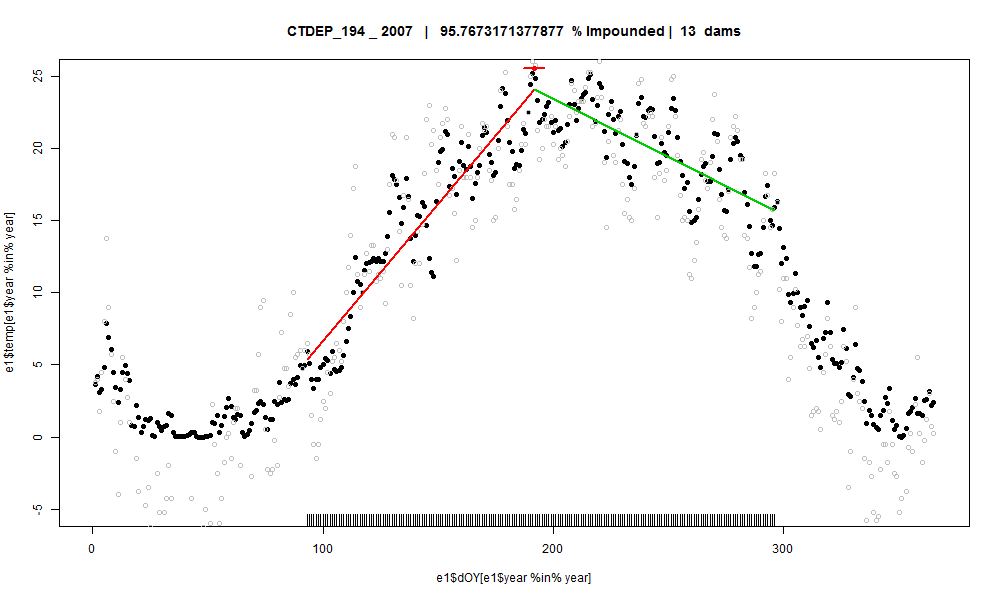 CTDEP_194 _ 2007 | 95.7673171377877 % Impounded | 13 dams
e1$temp[e1$year %in% year]
25
20
15
10
5
0
-5
0 100 200 300
e1$dOY[e1$year %in% year]